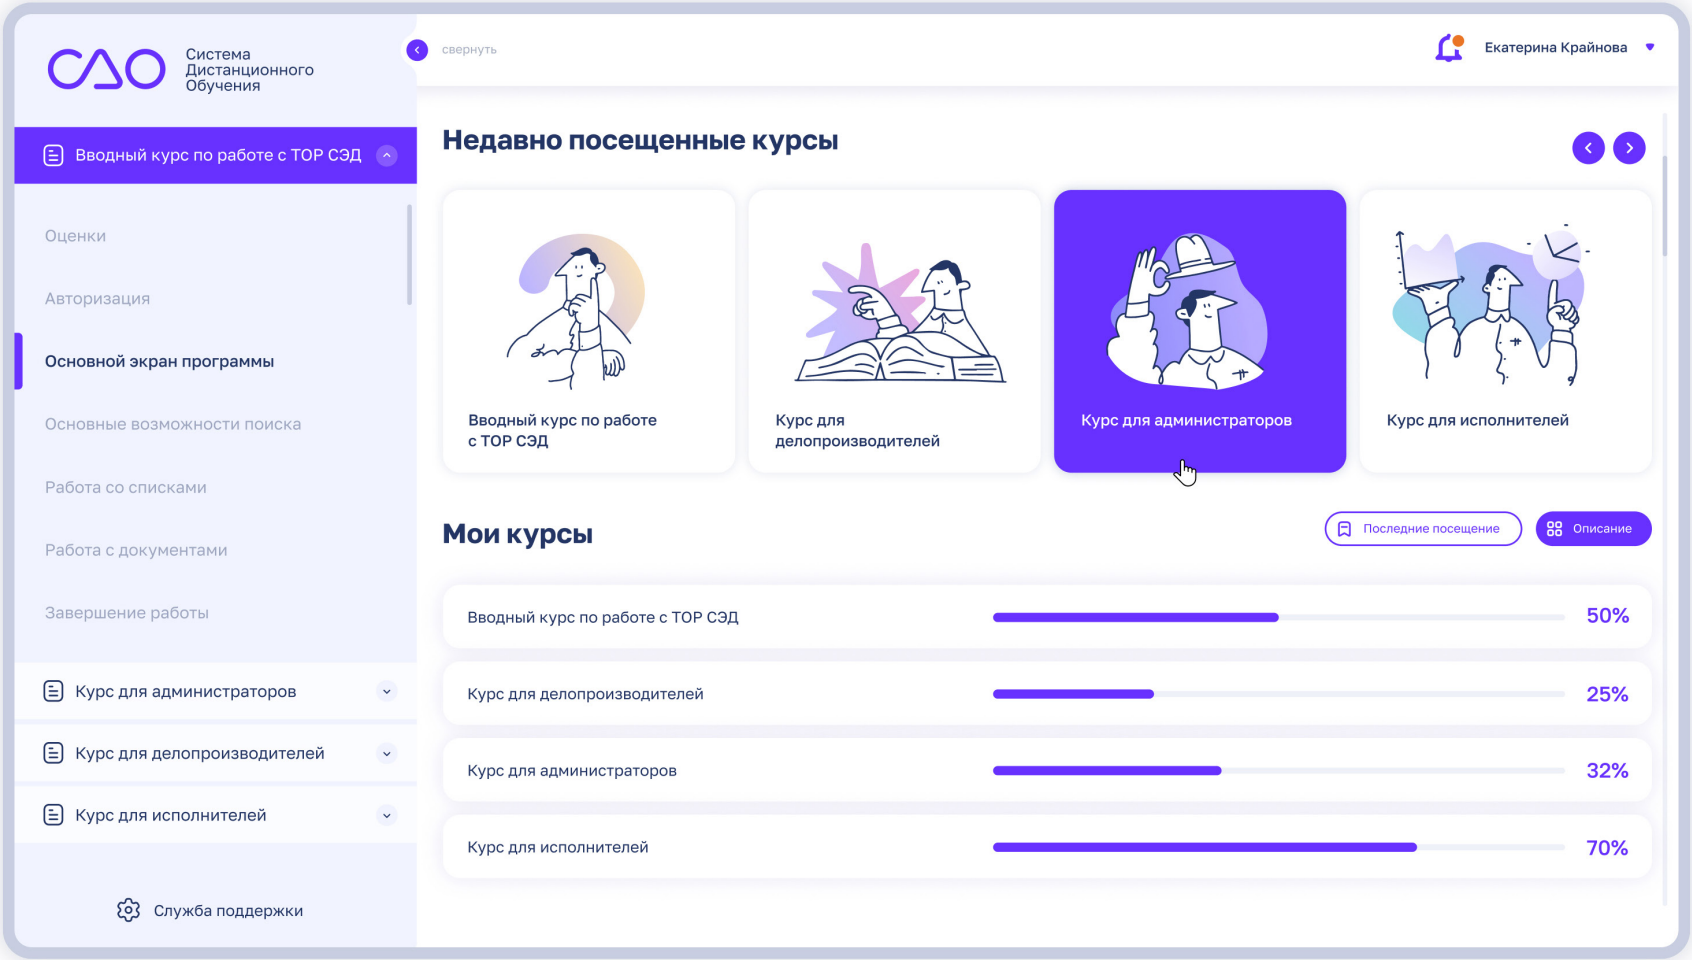 СДО
Система
Дистанционного
Обучения
свернуть
Екатерина Крайнова
Вводный курс по работе с ТОР СЭД
Оценки
Авторизация
Основной экран программы
Основные возможности поиска
Работа со списками
Работа с документами
Завершение работы
Курс для администраторов
Курс для делопроизводителей
Курс для исполнителей
Служба поддержки
Недавно посещенные курсы
Вводный курс по работе
с ТОР СЭД
Курс для
делопроизводителей
Курс для администраторов
Курс для исполнителей
Мои курсы
Последние посещение
Описание
Вводный курс по работе с ТОР СЭД
50%
Курс для делопроизводителей
25%
Курс для администраторов
32%
Курс для исполнителей
70%